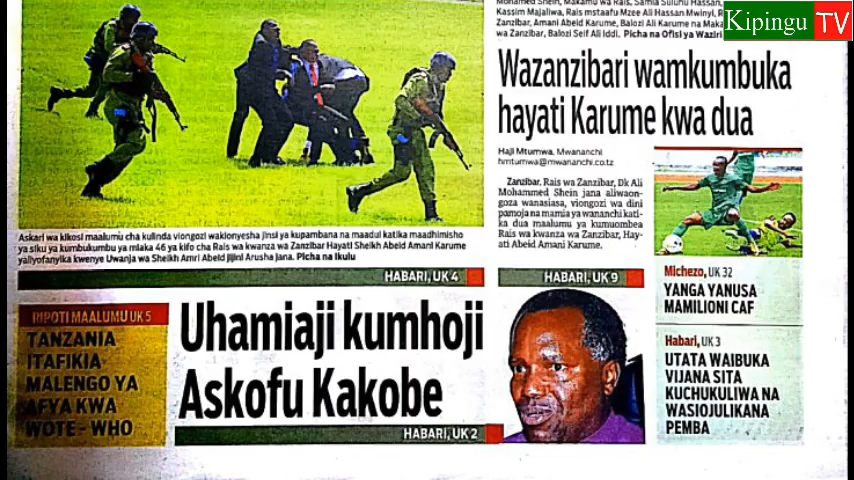 Kipingu TV
Mohamed Shein, Makamu wa Rais, Samia Suluhu Hassan,
Kassim Majaliwa, Rais mstaafu Mzee Ali Hassan Mwinyi, R
Zanzibar, Amani Abeid Karume, Balozi Ali Karume na Maka
wa Zanzibar, Balozi Seif Ali Iddi. Picha na Ofisi ya Waziri
Wazanzibari wamkumbuka
hayati Karume kwa dua
Haji Mtumwa, Mwananchi
hmtumwa@mwananchi.co.tz
Zanzibar. Rais wa Zanzibar, Dk Ali
Mohammed Shein jana aliwaon-
goza wanasiasa, viongozi wa dini
pamoja na mamia ya wananchi kati-
ka dua maalumu ya kumuombea
Rais wa kwanza wa Zanzibar, Hay-
ati Abeid Amani Karume.
Askari wa kikosi maalumu cha kulinda viongozi wakionyesha jinsi ya kupambana na maadui katika maadhimisho
ya siku ya kumbukumbu ya miaka 46 ya kifo cha Rais wa kwanza wa Zanzibar Hayati Sheikh Abeid Amani Karume
yaliyofanyika kwenye Uwanja wa Sheikh Amri Abeid jijini Arusha jana. Picha na Ikulu
HABARI, UK 4
HABARI, UK 9
Michezo, UK 32
YANGA YANUSA
MAMILIONI CAF
RIPOTI MAALUMU UK 5
TANZANIA
ITAFIKIA
MALENGO YA
AFYA KWA
WOTE - WHO
Uhamiaji kumhoji
Askofu Kakobe
HABARI, UK 2
Habari, UK 3
UTATA WAIBUKA
VIJANA SITA
KUCHUKULIWA NA
WASIOJULIKANA
PEMBA